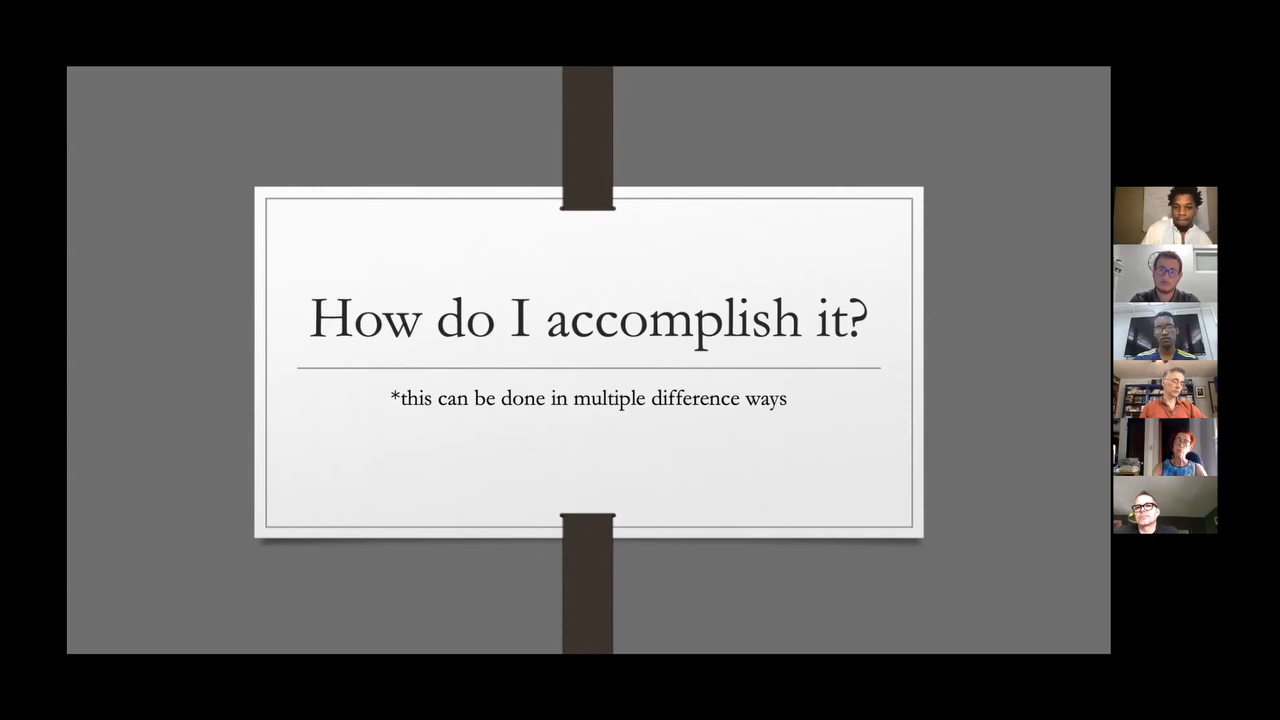 How do I accomplish it?
*this can be done in multiple difference ways